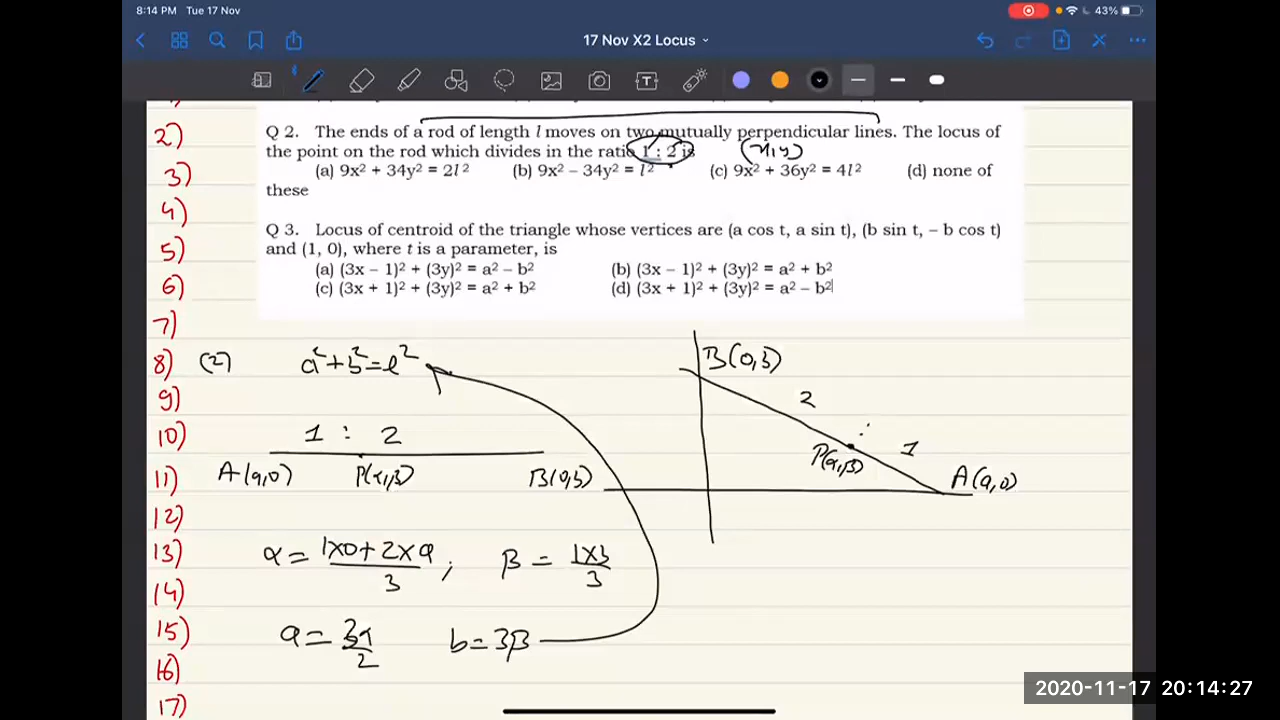 8:14 PM Tue 17 Nov
43%
17 Nov X2 Locus
2)
3)
4)
5)
6)
7)
8)
9)
10)
11)
12)
13)
14)
15)
16)
17)
Q 2. The ends of a rod of length l moves on two mutually perpendicular lines. The locus of
the point on the rod which divides in the ratio 1 : 2 is
(x,y)
(a) 9x² + 34y² = 2l² (b) 9x² – 34y² = l² (c) 9x² + 36y² = 4l² (d) none of
these
Q 3. Locus of centroid of the triangle whose vertices are (a cos t, a sin t), (b sin t, – b cos t)
and (1, 0), where t is a parameter, is
(a) (3x – 1)² + (3y)² = a² – b² (b) (3x – 1)² + (3y)² = a² + b²
(c) (3x + 1)² + (3y)² = a² + b² (d) (3x + 1)² + (3y)² = a² – b²
(2) a²+b²=l²
1 : 2
A(a,0) P(α,β) B(0,b)
α = 1×0+2×a/3 ; β = 1×b/3
a = 3α/2 b = 3β
B(0,b)
2
P(α,β) 1
A(a,0)
2020-11-17 20:14:27